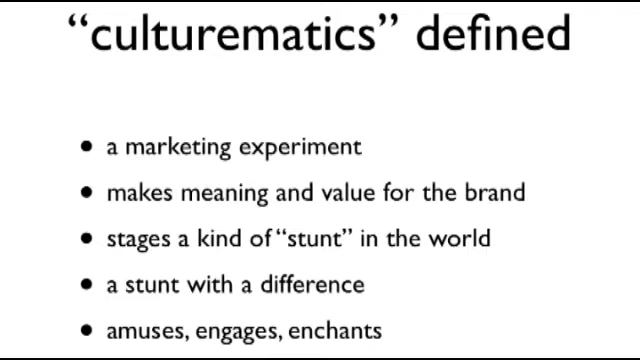 “culturematics” defined
• a marketing experiment
• makes meaning and value for the brand
• stages a kind of “stunt” in the world
• a stunt with a difference
• amuses, engages, enchants